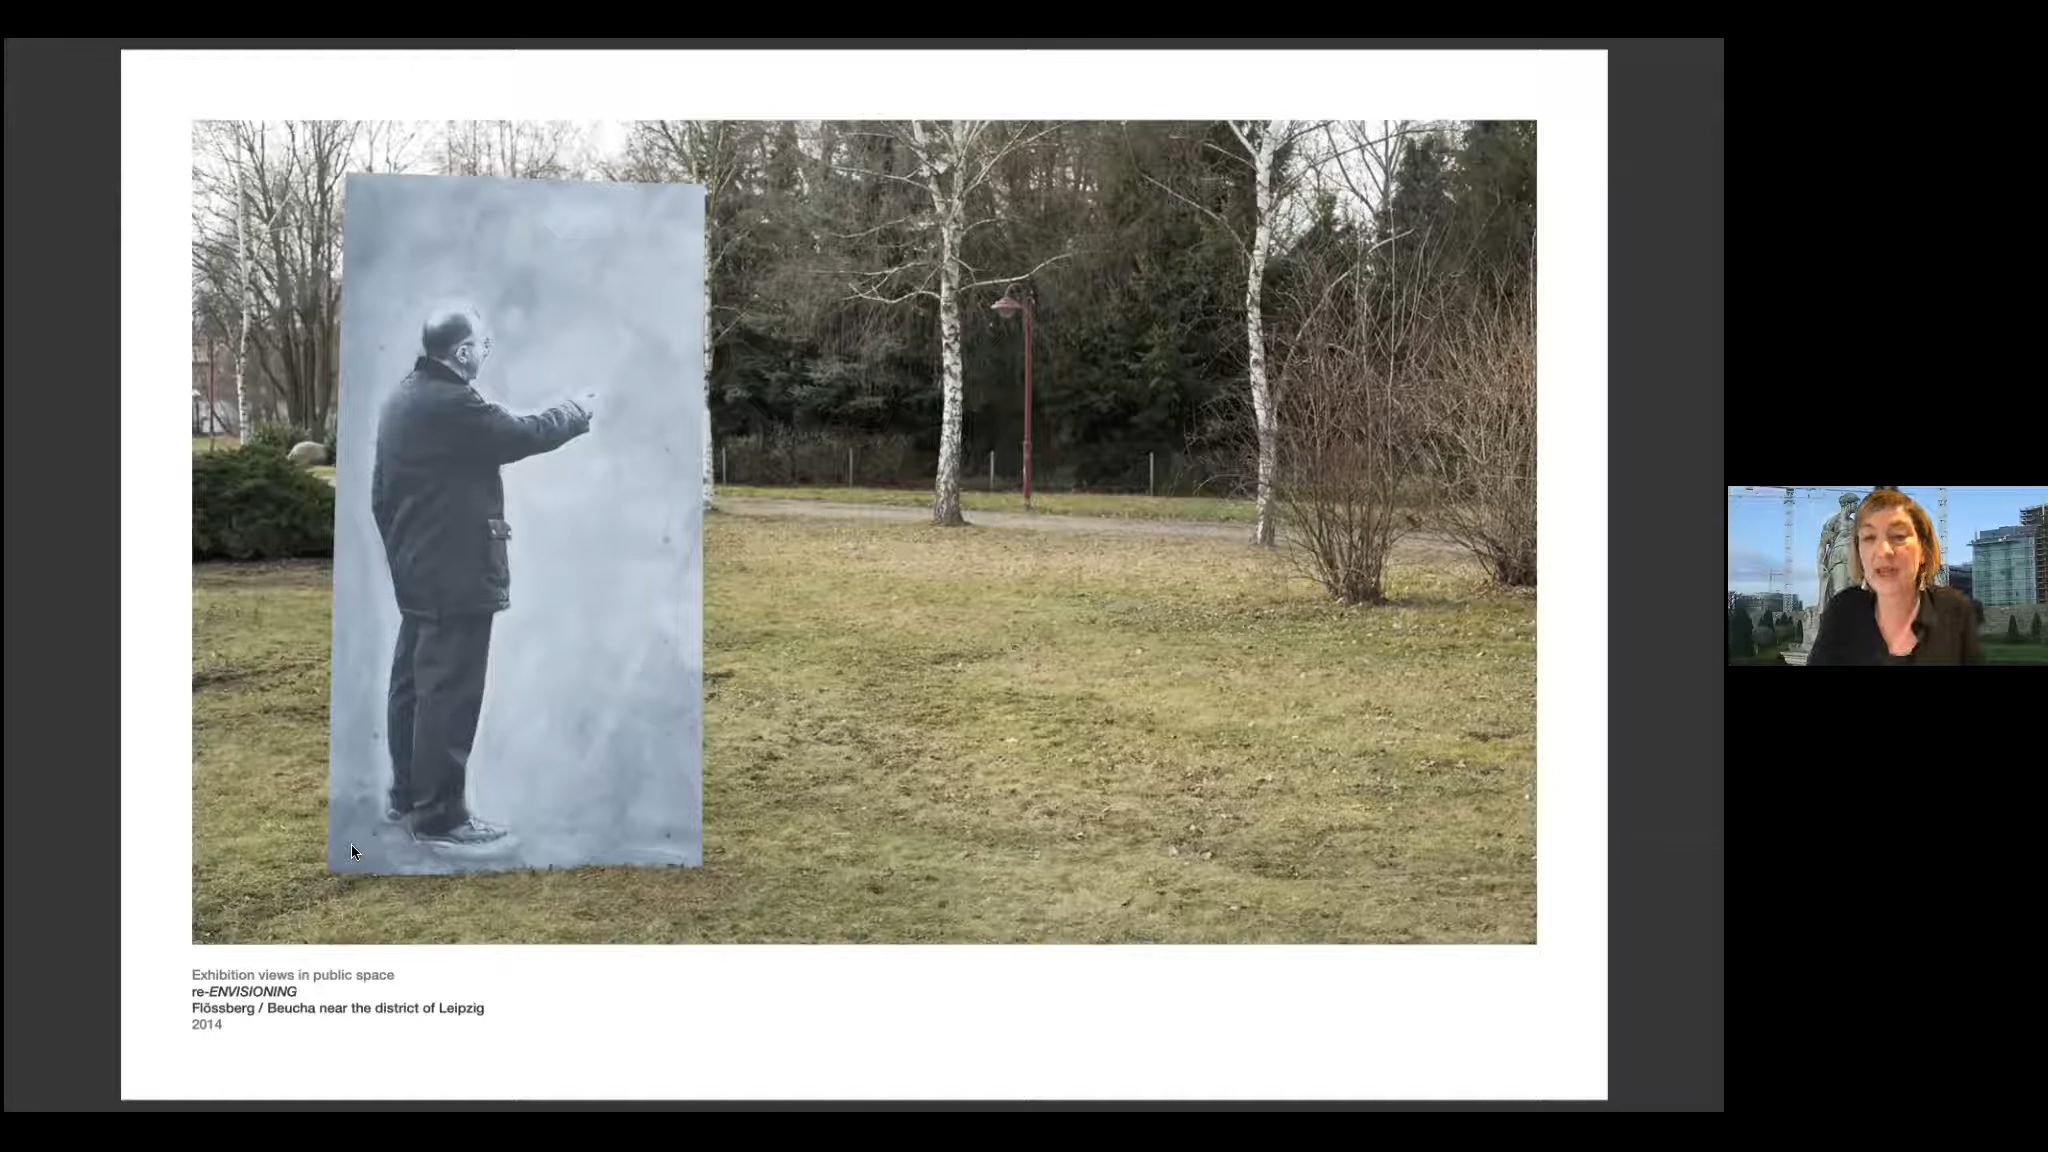 Exhibition views in public space
re-ENVISIONING
Flössberg / Beucha near the district of Leipzig
2014